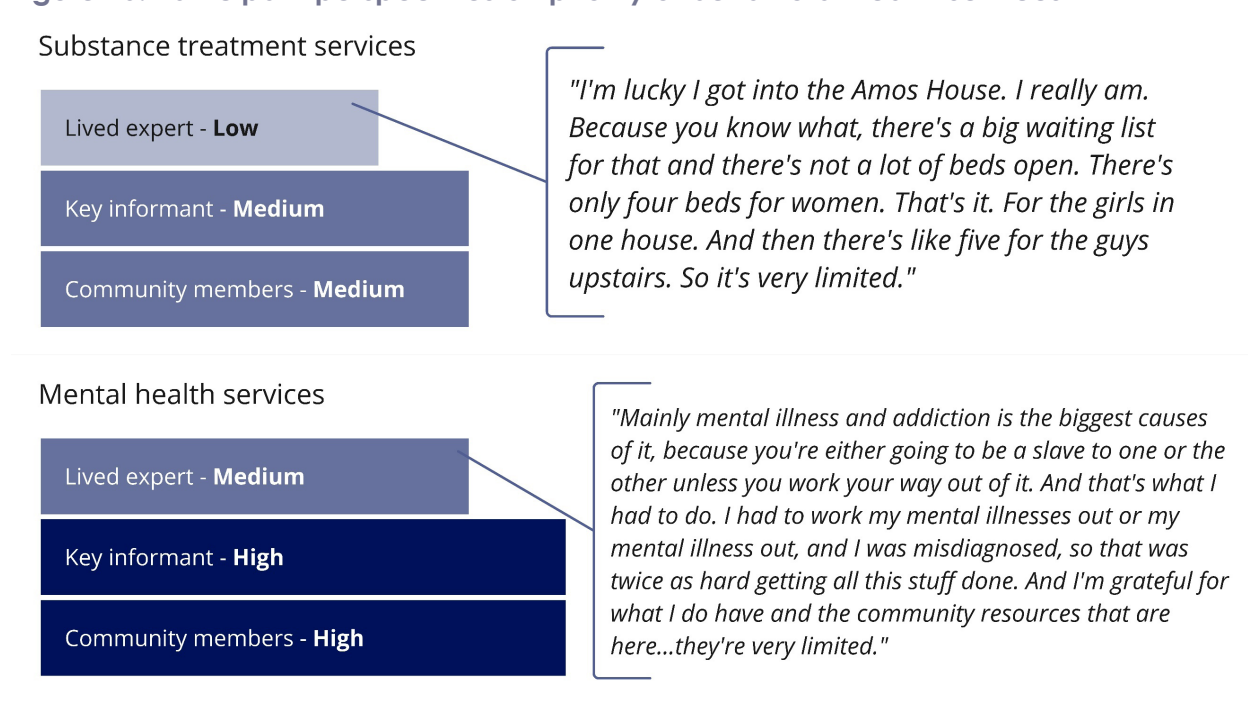 Substance treatment services
Lived expert - Low
Key informant - Medium
Community members - Medium
"I'm lucky I got into the Amos House. I really am.
Because you know what, there's a big waiting list
for that and there's not a lot of beds open. There's
only four beds for women. That's it. For the girls in
one house. And then there's like five for the guys
upstairs. So it's very limited."
Mental health services
Lived expert - Medium
Key informant - High
Community members - High
"Mainly mental illness and addiction is the biggest causes
of it, because you're either going to be a slave to one or the
other unless you work your way out of it. And that's what I
had to do. I had to work my mental illnesses out or my
mental illness out, and I was misdiagnosed, so that was
twice as hard getting all this stuff done. And I'm grateful for
what I do have and the community resources that are
here...they're very limited."